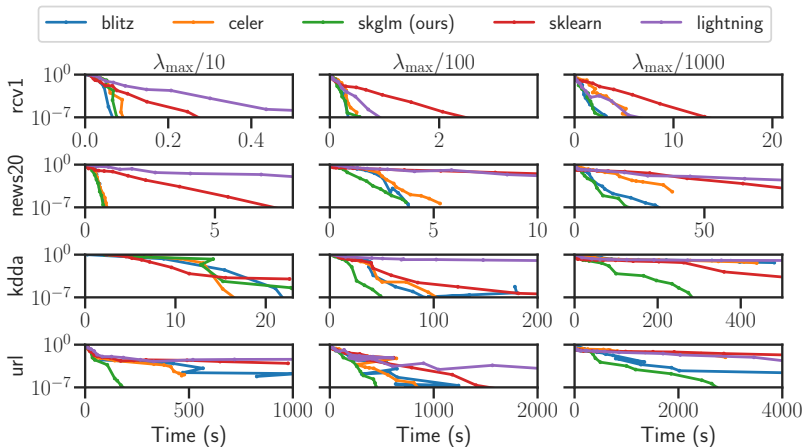 blitz celer skglm (ours) sklearn lightning
λmax/10 λmax/100 λmax/1000
rcv1
10^0
10^-7
0.0 0.2 0.4
0 2
0 10 20
news20
10^0
10^-7
5
0 5 10
0 50
kdda
10^0
10^-7
0 10 20
0 100 200
0 200 400
url
10^0
10^-7
0 500 1000
0 1000 2000
0 2000 4000
Time (s) Time (s) Time (s)